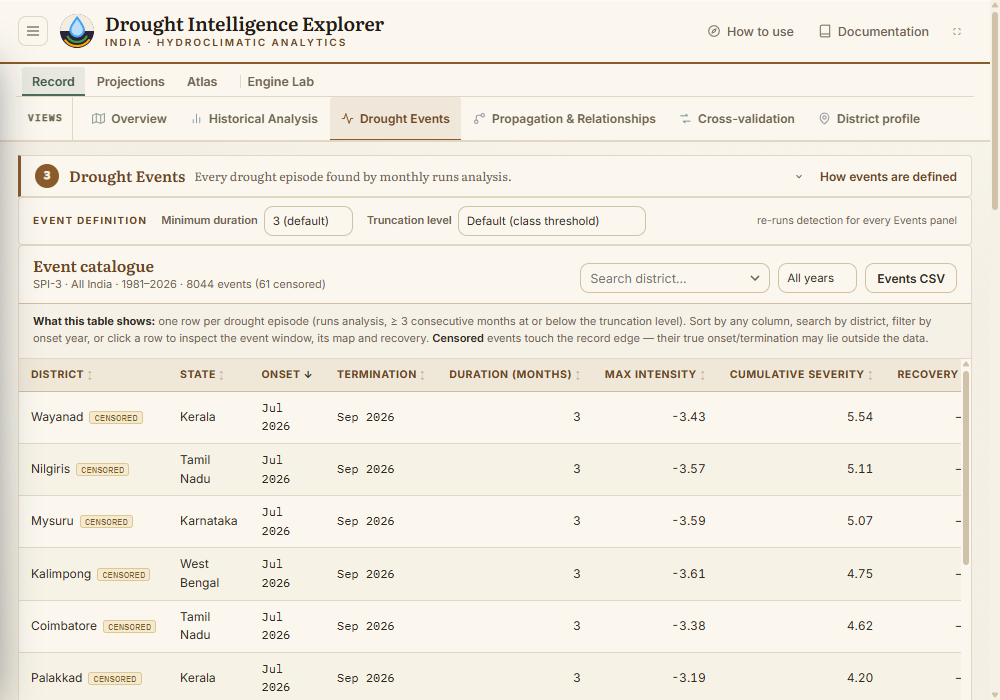 Drought Intelligence Explorer
INDIA · HYDROCLIMATIC ANALYTICS
How to use
Documentation
Record
Projections
Atlas
Engine Lab
VIEWS
Overview
Historical Analysis
Drought Events
Propagation & Relationships
Cross-validation
District profile
3
Drought Events
Every drought episode found by monthly runs analysis.
How events are defined
EVENT DEFINITION
Minimum duration
3 (default)
Truncation level
Default (class threshold)
re-runs detection for every Events panel
Event catalogue
SPI-3 · All India · 1981–2026 · 8044 events (61 censored)
Search district...
All years
Events CSV
What this table shows: one row per drought episode (runs analysis, ≥ 3 consecutive months at or below the truncation level). Sort by any column, search by district, filter by
onset year, or click a row to inspect the event window, its map and recovery. Censored events touch the record edge — their true onset/termination may lie outside the data.
DISTRICT ↕ STATE ↕ ONSET ↓ TERMINATION ↕ DURATION (MONTHS) ↕ MAX INTENSITY ↕ CUMULATIVE SEVERITY ↕ RECOVERY
Wayanad CENSORED Kerala Jul 2026 Sep 2026 3 -3.43 5.54 –
Nilgiris CENSORED Tamil Nadu Jul 2026 Sep 2026 3 -3.57 5.11 –
Mysuru CENSORED Karnataka Jul 2026 Sep 2026 3 -3.59 5.07 –
Kalimpong CENSORED West Bengal Jul 2026 Sep 2026 3 -3.61 4.75 –
Coimbatore CENSORED Tamil Nadu Jul 2026 Sep 2026 3 -3.38 4.62 –
Palakkad CENSORED Kerala Jul 2026 Sep 2026 3 -3.19 4.20 –